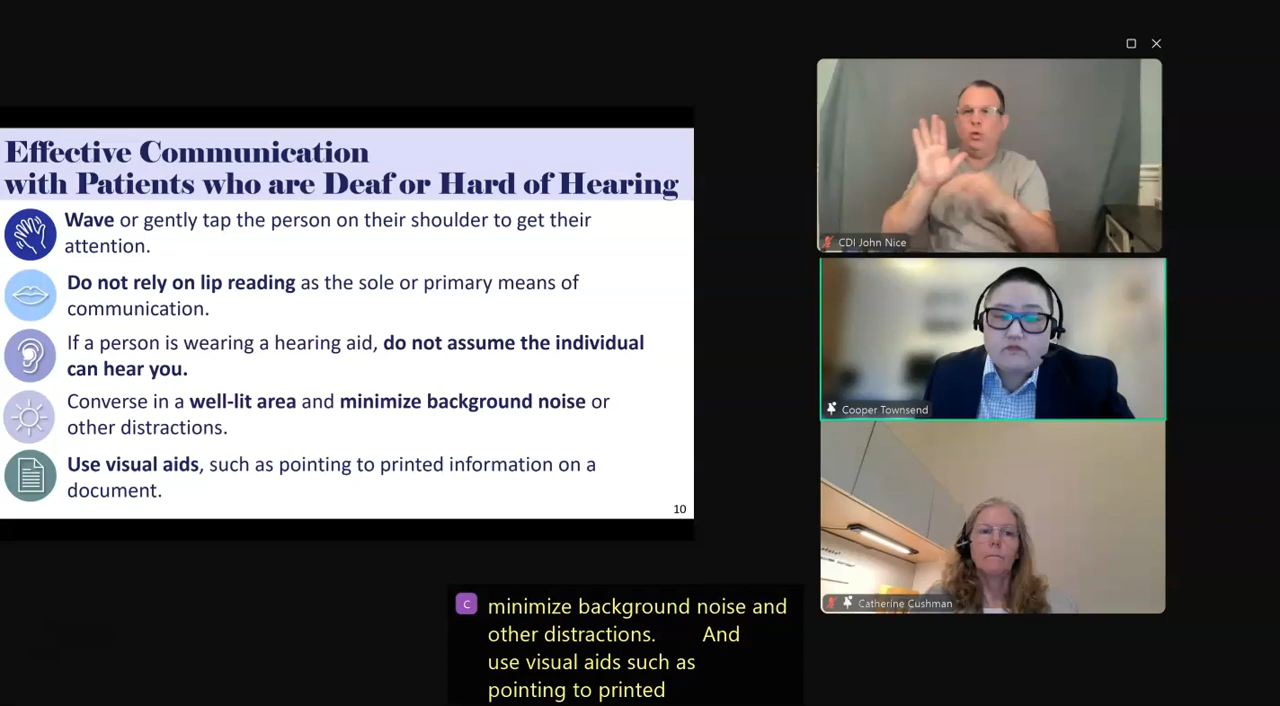 Effective Communication
with Patients who are Deaf or Hard of Hearing
Wave or gently tap the person on their shoulder to get their
attention.
Do not rely on lip reading as the sole or primary means of
communication.
If a person is wearing a hearing aid, do not assume the individual
can hear you.
Converse in a well-lit area and minimize background noise or
other distractions.
Use visual aids, such as pointing to printed information on a
document.
10
CDI John Nice
Cooper Townsend
Catherine Cushman
C
minimize background noise and
other distractions. And
use visual aids such as
pointing to printed